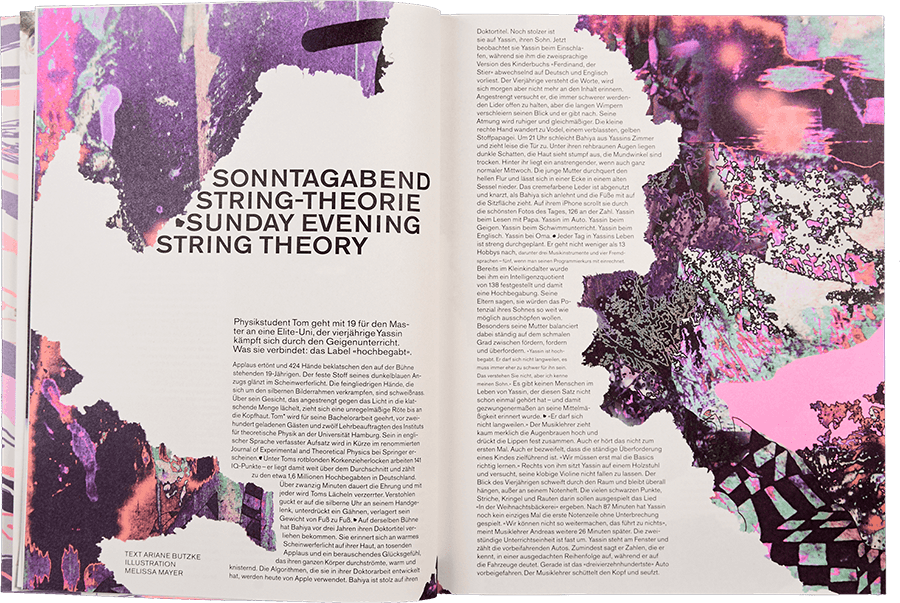 SONNTAGABEND
STRING-THEORIE
SUNDAY EVENING
STRING THEORY
Physikstudent Tom geht mit 19 für den Mas-
ter an eine Elite-Uni, der vierjährige Yassin
kämpft sich durch den Geigenunterricht.
Was sie verbindet: das Label »hochbegabt«.
Applaus ertönt und 424 Hände beklatschen den auf der Bühne
stehenden 19-Jährigen. Der feste Stoff seines dunkelblauen An-
zugs glänzt im Scheinwerferlicht. Die feingliedrigen Hände, die
sich um den silbernen Bilderrahmen verkrampfen, sind schweißnass.
Über sein Gesicht, das angestrengt gegen das Licht in die klat-
schende Menge lächelt, zieht sich eine unregelmäßige Röte bis an
die Kopfhaut. Tom* wird für seine Bachelorarbeit geehrt, vor zwei-
hundert geladenen Gästen und zwölf Lehrbeauftragten des Instituts
für theoretische Physik an der Universität Hamburg. Sein in engli-
scher Sprache verfasster Aufsatz wird in Kürze im renommierten
Journal of Experimental and Theoretical Physics bei Springer er-
scheinen. Unter Toms rotblonden Korkenzieherlocken arbeiten 141
IQ-Punkte – er liegt damit weit über dem Durchschnitt und zählt
zu den etwa 1,6 Millionen Hochbegabten in Deutschland.
Über zwanzig Minuten dauert die Ehrung und mit
jeder wird Toms Lächeln verzerrter. Verstohlen
guckt er auf die silberne Uhr an seinem Handge-
lenk, unterdrückt ein Gähnen, verlagert sein
Gewicht von Fuß zu Fuß. Auf derselben Bühne
hat Bahiya vor drei Jahren ihren Doktortitel ver-
liehen bekommen. Sie erinnert sich an warmes
Scheinwerferlicht auf ihrer Haut, an tosenden
Applaus und ein berauschendes Glücksgefühl,
das ihren ganzen Körper durchströmte, warm und
knisternd. Die Algorithmen, die sie in ihrer Doktorarbeit entwickelt
hat, werden heute von Apple verwendet. Bahiya ist stolz auf ihren
TEXT ARIANE BUTZKE
ILLUSTRATION
MELISSA MAYER
Doktortitel. Noch stolzer ist
sie auf Yassin, ihren Sohn. Jetzt
beobachtet sie Yassin beim Einschla-
fen, während sie ihm die zweisprachige
Version des Kinderbuchs »Ferdinand, der
Stier« abwechselnd auf Deutsch und Englisch
vorliest. Der Vierjährige versteht die Worte, wird
sich morgen aber nicht mehr an den Inhalt erinnern.
Angestrengt versucht er, die immer schwerer werden-
den Lider offen zu halten, aber die langen Wimpern
verschleiern seinen Blick und er gibt nach. Seine
Atmung wird ruhiger und gleichmäßiger. Die kleine
rechte Hand wandert zu Vodel, einem verblassten, gelben
Stoffpapagei. Um 21 Uhr schleicht Bahiya aus Yassins Zimmer
und zieht leise die Tür zu. Unter ihren rehbraunen Augen liegen
dunkle Schatten, die Haut sieht stumpf aus, die Mundwinkel sind
trocken. Hinter ihr liegt ein anstrengender, wenn auch ganz
normaler Mittwoch. Die junge Mutter durchquert den
hellen Flur und lässt sich in einer Ecke in einem alten
Sessel nieder. Das cremefarbene Leder ist abgenutzt
und knarzt, als Bahiya sich anlehnt und die Füße mit auf
die Sitzfläche zieht. Auf ihrem iPhone scrollt sie durch
die schönsten Fotos des Tages, 126 an der Zahl. Yassin
beim Lesen mit Papa. Yassin im Auto. Yassin beim
Geigen. Yassin beim Schwimmunterricht. Yassin beim
Englisch. Yassin bei Oma. Jeder Tag in Yassins Leben
ist streng durchgeplant. Er geht nicht weniger als 13
Hobbys nach, darunter drei Musikinstrumente und vier Fremd-
sprachen – fünf, wenn man seinen Programmierkurs mit einrechnet.
Bereits im Kleinkindalter wurde
bei ihm ein Intelligenzquotient
von 138 festgestellt und damit
eine Hochbegabung. Seine
Eltern sagen, sie würden das Po-
tenzial ihres Sohnes so weit wie
möglich ausschöpfen wollen.
Besonders seine Mutter balanciert
dabei ständig auf dem schmalen
Grad zwischen fördern, fordern
und überfordern. »Yassin ist hoch-
begabt. Er darf sich nicht langweilen, es
muss immer eher zu schwer für ihn sein.
Das verstehen Sie nicht, aber ich kenne
meinen Sohn.« Es gibt keinen Menschen im
Leben von Yassin, der diesen Satz nicht
schon einmal gehört hat – und damit
gezwungenermaßen an seine Mittelmä-
ßigkeit erinnert wurde. »Er darf sich
nicht langweilen.« Der Musiklehrer zieht
kaum merklich die Augenbrauen hoch und
drückt die Lippen fest zusammen. Auch er hört das nicht zum
ersten Mal. Auch er bezweifelt, dass die ständige Überforderung
eines Kindes zielführend ist. »Wir müssen erst mal die Basics
richtig lernen.« Rechts von ihm sitzt Yassin auf einem Holzstuhl
und versucht, seine klobige Violine nicht fallen zu lassen. Der
Blick des Vierjährigen schweift durch den Raum und bleibt überall
hängen, außer an seinem Notenheft. Die vielen schwarzen Punkte,
Striche, Kringel und Rauten darin sollen ausgespielt das Lied
»In der Weihnachtsbäckerei« ergeben. Nach 87 Minuten hat Yassin
noch kein einziges Mal die erste Notenzeile ohne Unterbrechung
gespielt. »Wir können nicht so weitermachen, das führt zu nichts«,
meint Musiklehrer Andreas weitere 26 Minuten später. Die zwei-
stündige Unterrichtseinheit ist fast um. Yassin steht am Fenster und
zählt die vorbeifahrenden Autos. Zumindest sagt er Zahlen, die er
kennt, in einer ausgedachten Reihenfolge auf, während er auf
die Fahrzeuge deutet. Gerade ist das »dreivierzehnhundertste« Auto
vorbeigefahren. Der Musiklehrer schüttelt den Kopf und seufzt.